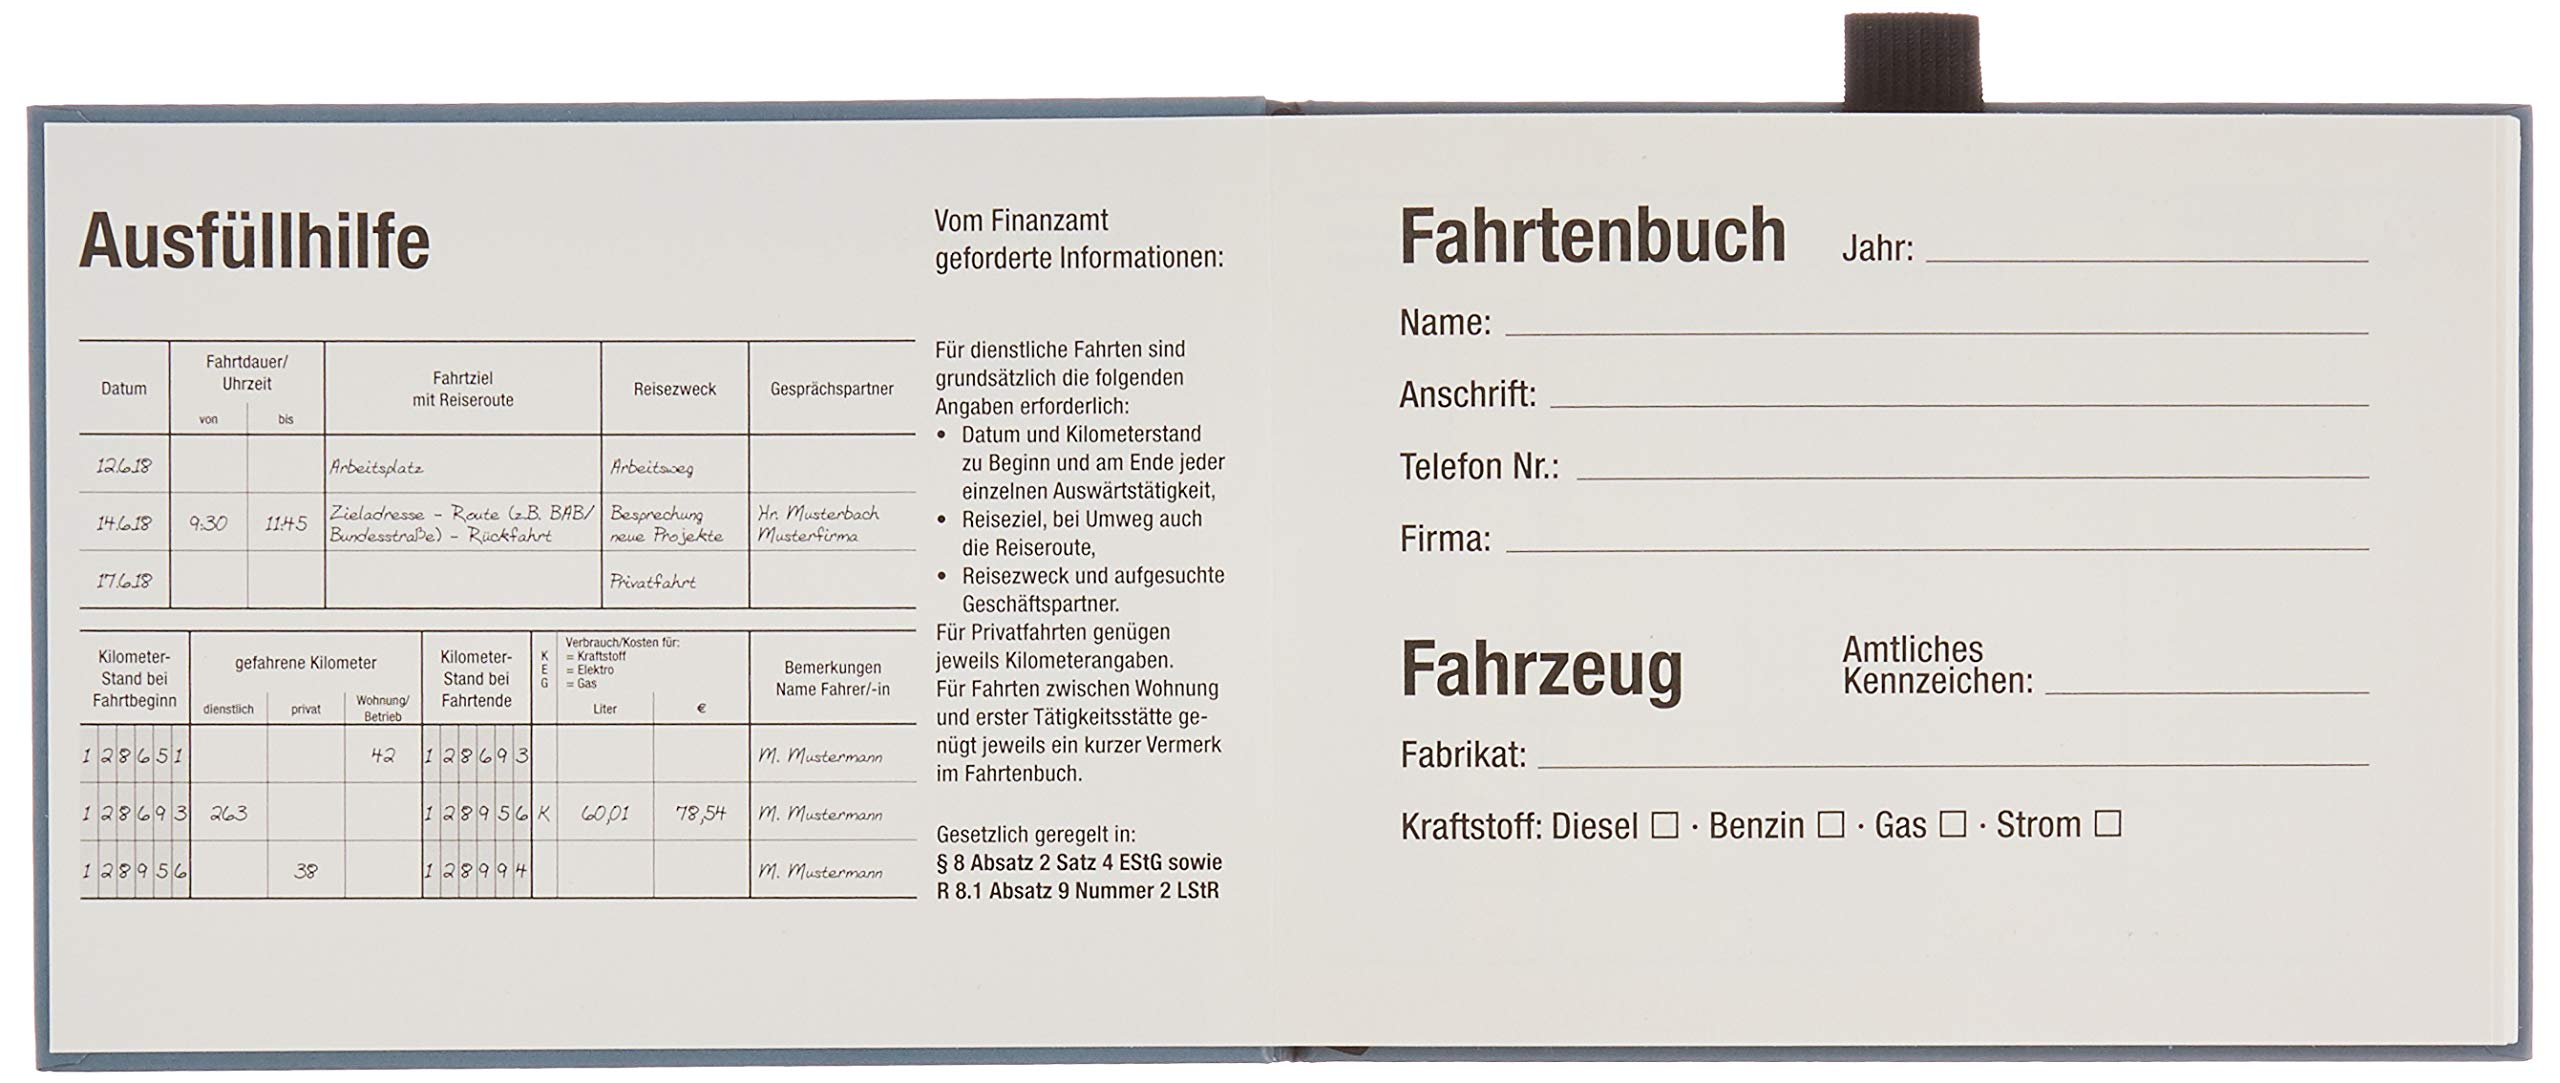 Ausfüllhilfe
Datum
Fahrtdauer/
Uhrzeit
von bis
Fahrtziel
mit Reiseroute
Reisezweck
Gesprächspartner
12.6.18 Arbeitsplatz Arbeitsweg
14.6.18 9:30 11:45 Zieladresse - Route (z.B. BAB/ Besprechung Hr. Musterbach
Bundesstraße) - Rückfahrt neue Projekte Musterfirma
17.6.18 Privatfahrt
Kilometer-
Stand bei
Fahrtbeginn
gefahrene Kilometer
dienstlich privat Wohnung/
Betrieb
Kilometer-
Stand bei
Fahrtende
Verbrauch/Kosten für:
K = Kraftstoff
E = Elektro
G = Gas
Liter €
Bemerkungen
Name Fahrer/-in
128651 42 128693 M. Mustermann
128693 263 128956 K 60,01 78,54 M. Mustermann
128956 38 128994 M. Mustermann
Vom Finanzamt
geforderte Informationen:
Für dienstliche Fahrten sind
grundsätzlich die folgenden
Angaben erforderlich:
• Datum und Kilometerstand
zu Beginn und am Ende jeder
einzelnen Auswärtstätigkeit,
• Reiseziel, bei Umweg auch
die Reiseroute,
• Reisezweck und aufgesuchte
Geschäftspartner.
Für Privatfahrten genügen
jeweils Kilometerangaben.
Für Fahrten zwischen Wohnung
und erster Tätigkeitsstätte ge-
nügt jeweils ein kurzer Vermerk
im Fahrtenbuch.
Gesetzlich geregelt in:
§ 8 Absatz 2 Satz 4 EStG sowie
R 8.1 Absatz 9 Nummer 2 LStR
Fahrtenbuch Jahr:
Name:
Anschrift:
Telefon Nr.:
Firma:
Fahrzeug Amtliches
Kennzeichen:
Fabrikat:
Kraftstoff: Diesel ☐ · Benzin ☐ · Gas ☐ · Strom ☐